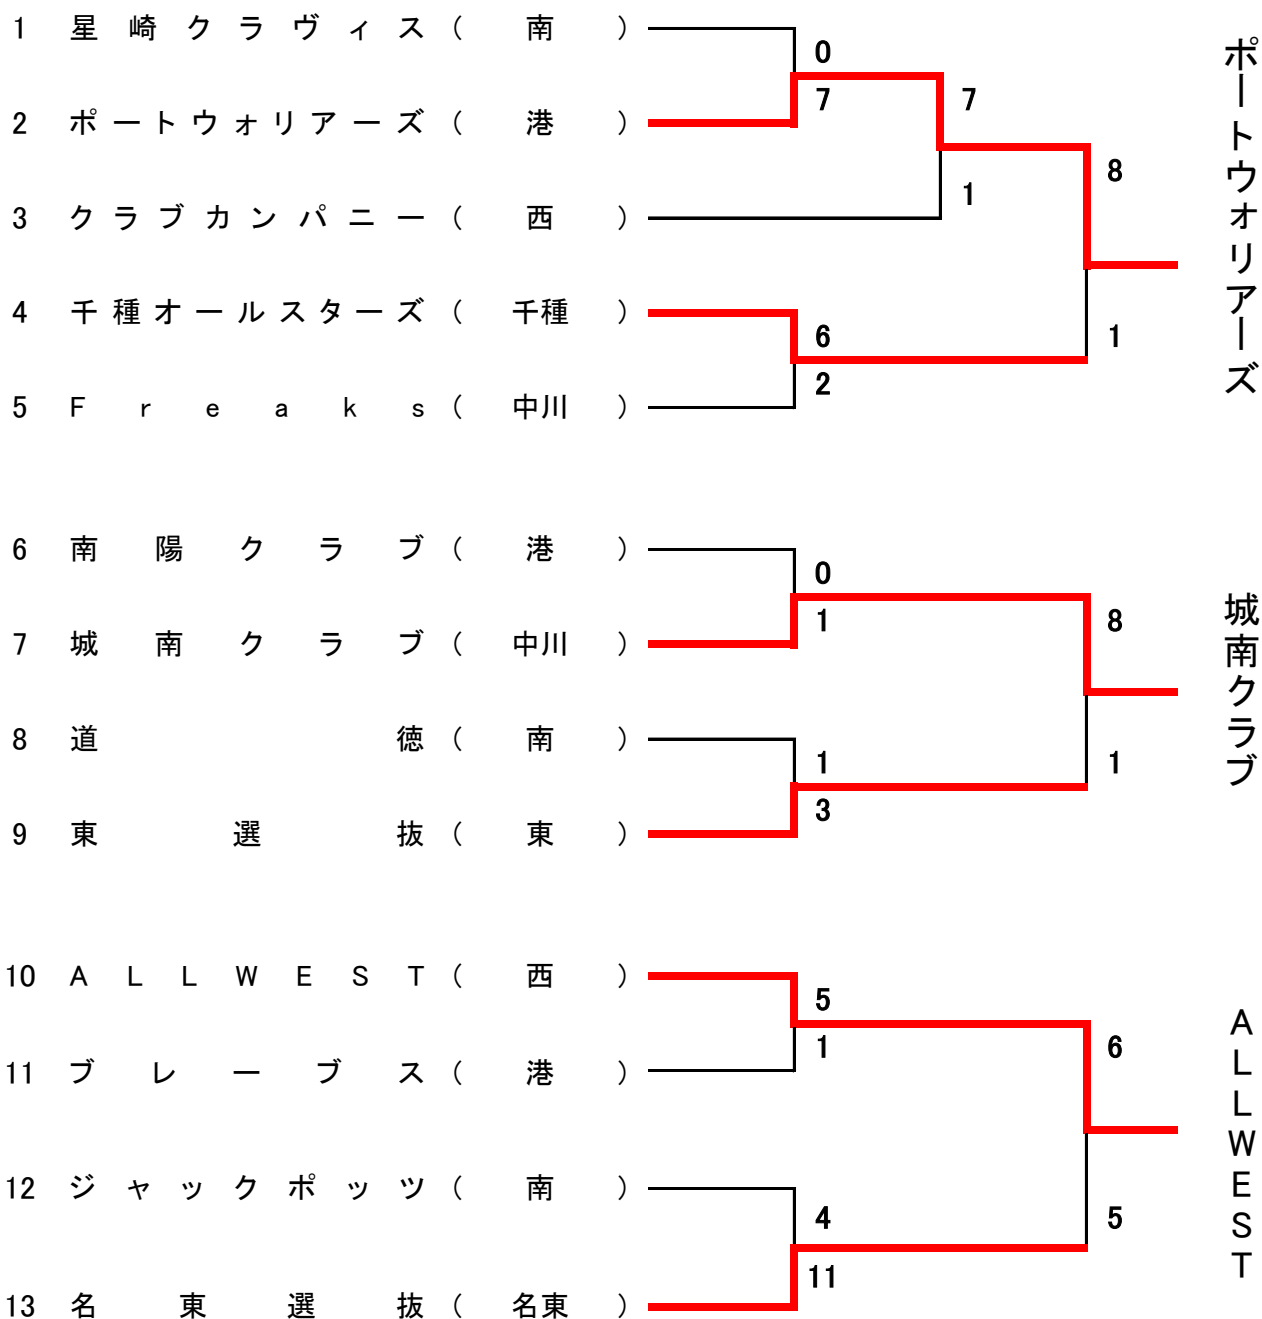 1 星崎クラヴィス(南)
0
7
2 ポートウォリアーズ(港)
7
1
3 クラブカンパニー(西)
8
1
4 千種オールスターズ(千種)
6
2
5 Freaks(中川)
ポートウォリアーズ
6 南陽クラブ(港)
0
1
7 城南クラブ(中川)
8
1
8 道徳(南)
1
3
9 東選抜(東)
城南クラブ
10 ALLWEST(西)
5
1
11 ブレーブス(港)
6
5
12 ジャックポッツ(南)
4
11
13 名東選抜(名東)
ALLWEST